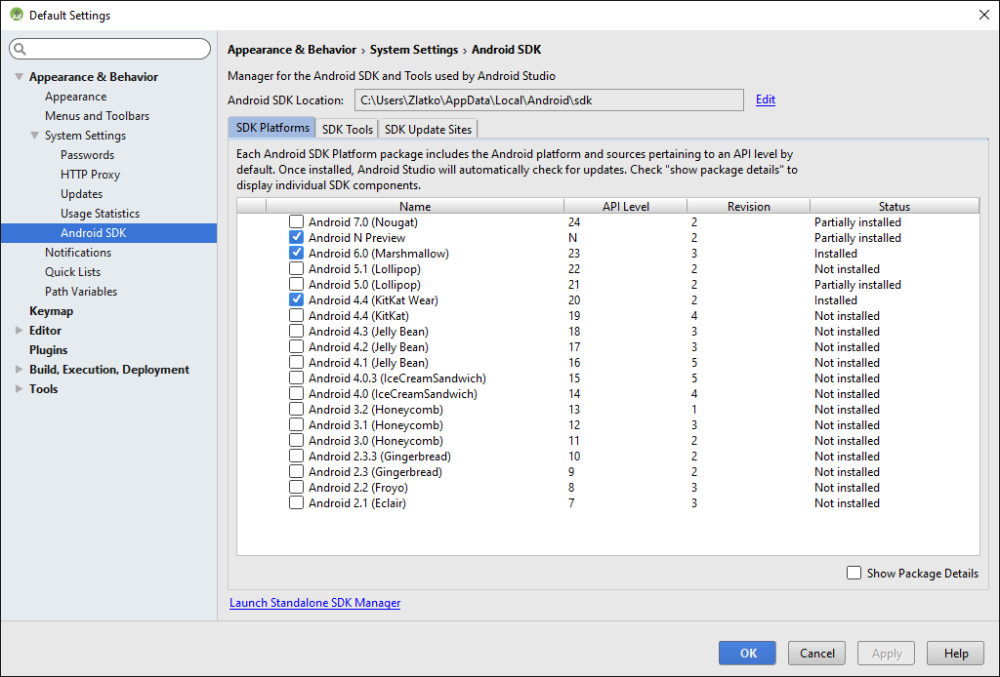 Default Settings
Appearance & Behavior
Appearance
Menus and Toolbars
System Settings
Passwords
HTTP Proxy
Updates
Usage Statistics
Android SDK
Notifications
Quick Lists
Path Variables
Keymap
Editor
Plugins
Build, Execution, Deployment
Tools
Appearance & Behavior › System Settings › Android SDK
Manager for the Android SDK and Tools used by Android Studio
Android SDK Location: C:\Users\Zlatko\AppData\Local\Android\sdk Edit
SDK Platforms SDK Tools SDK Update Sites
Each Android SDK Platform package includes the Android platform and sources pertaining to an API level by
default. Once installed, Android Studio will automatically check for updates. Check "show package details" to
display individual SDK components.
Name API Level Revision Status
Android 7.0 (Nougat) 24 2 Partially installed
Android N Preview N 2 Partially installed
Android 6.0 (Marshmallow) 23 3 Installed
Android 5.1 (Lollipop) 22 2 Not installed
Android 5.0 (Lollipop) 21 2 Partially installed
Android 4.4 (KitKat Wear) 20 2 Installed
Android 4.4 (KitKat) 19 4 Not installed
Android 4.3 (Jelly Bean) 18 3 Not installed
Android 4.2 (Jelly Bean) 17 3 Not installed
Android 4.1 (Jelly Bean) 16 5 Not installed
Android 4.0.3 (IceCreamSandwich) 15 5 Not installed
Android 4.0 (IceCreamSandwich) 14 4 Not installed
Android 3.2 (Honeycomb) 13 1 Not installed
Android 3.1 (Honeycomb) 12 3 Not installed
Android 3.0 (Honeycomb) 11 2 Not installed
Android 2.3.3 (Gingerbread) 10 2 Not installed
Android 2.3 (Gingerbread) 9 2 Not installed
Android 2.2 (Froyo) 8 3 Not installed
Android 2.1 (Eclair) 7 3 Not installed
Show Package Details
Launch Standalone SDK Manager
OK Cancel Apply Help